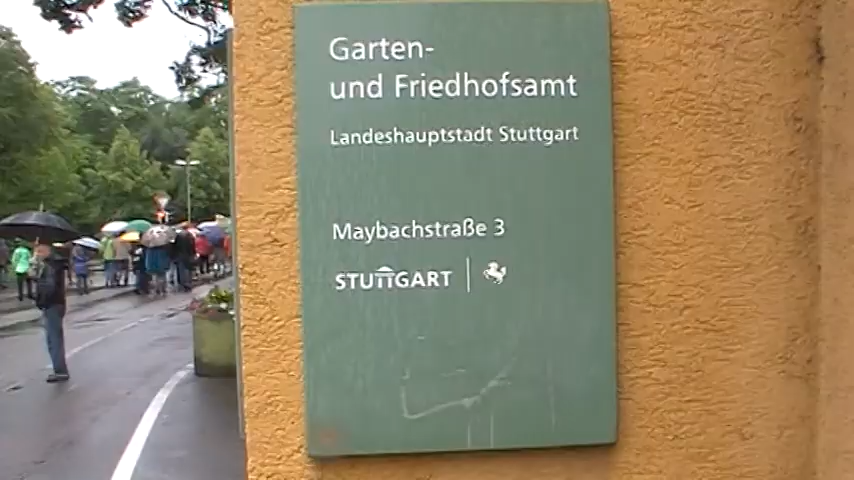 Garten-
und Friedhofsamt
Landeshauptstadt Stuttgart
Maybachstraße 3
STUTTGART